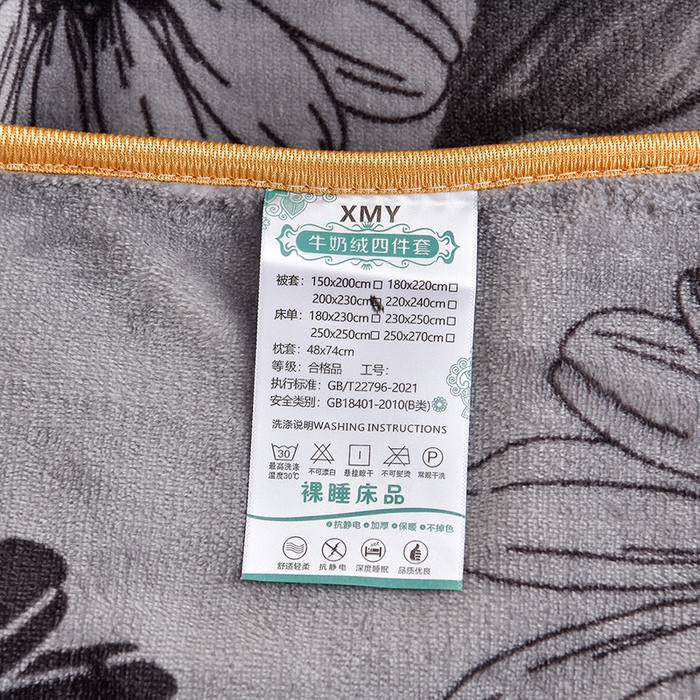 XMY
牛奶绒四件套
被套：150x200cm□ 180x220cm□
200x230cm□ 220x240cm□
床单：180x230cm□ 230x250cm□
250x250cm□ 250x270cm□
枕套：48x74cm
等级：合格品 工号：
执行标准：GB/T22796-2021
安全类别：GB18401-2010(B类)
洗涤说明WASHING INSTRUCTIONS
30 P
最高洗涤 不可漂白 悬挂晾干 不可熨烫 常规干洗
温度30℃
裸睡床品
抗静电 加厚 保暖 不掉色
舒适轻柔 抗静电 深度睡眠 品质优良